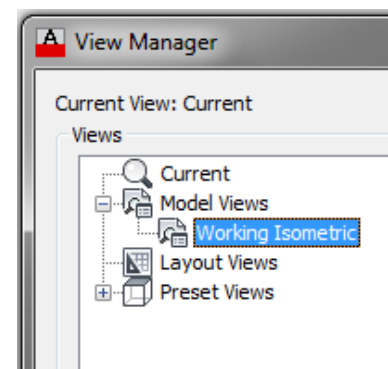 View Manager
Current View: Current
Views
Current
Model Views
Working Isometric
Layout Views
Preset Views